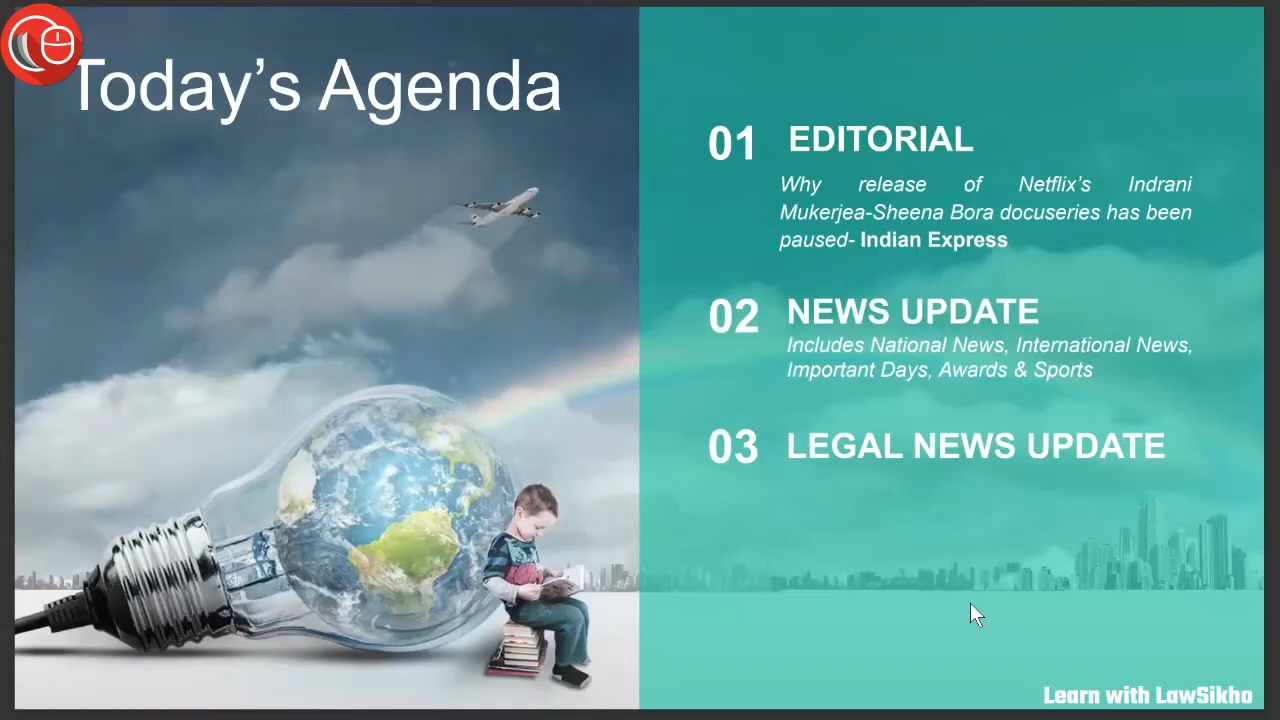 Today’s Agenda
01 EDITORIAL
Why release of Netflix’s Indrani
Mukerjea-Sheena Bora docuseries has been
paused- Indian Express
02 NEWS UPDATE
Includes National News, International News,
Important Days, Awards & Sports
03 LEGAL NEWS UPDATE
Learn with LawSikho